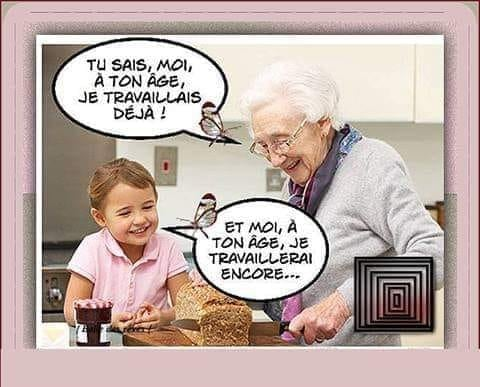 TU SAIS, MOI,
À TON ÂGE,
JE TRAVAILLAIS
DÉJÀ !
ET MOI, À
TON ÂGE, JE
TRAVAILLERAI
ENCORE...